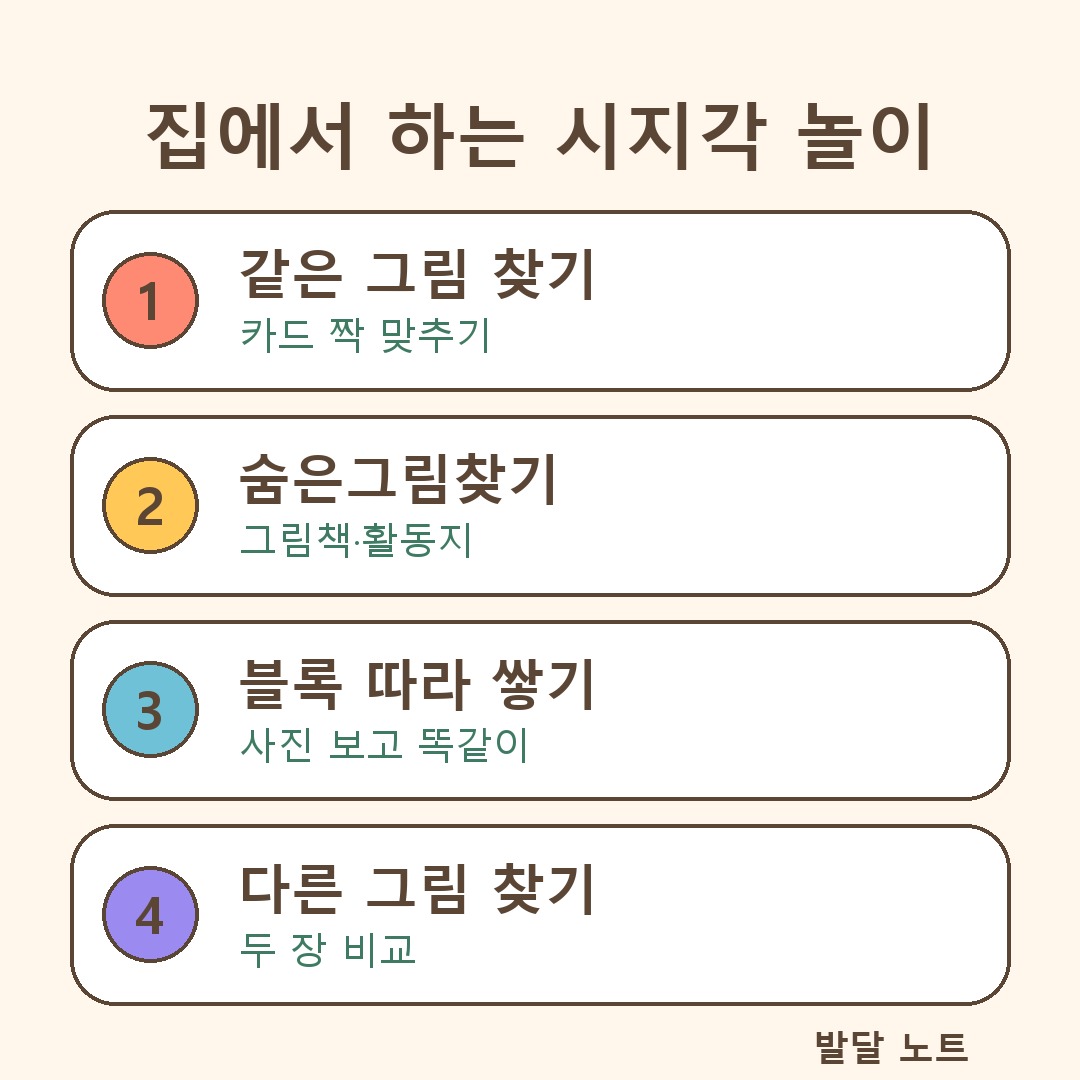 집에서 하는 시지각 놀이
1
같은 그림 찾기
카드 짝 맞추기
2
숨은그림찾기
그림책·활동지
3
블록 따라 쌓기
사진 보고 똑같이
4
다른 그림 찾기
두 장 비교
발달 노트